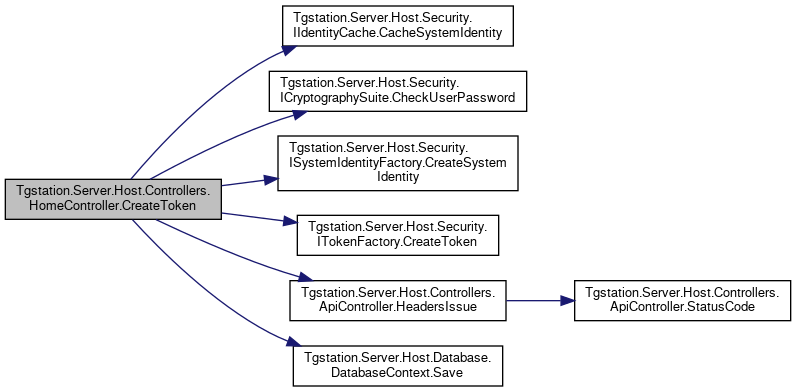 Tgstation.Server.Host.Security.
IIdentityCache.CacheSystemIdentity
Tgstation.Server.Host.Security.
ICryptographySuite.CheckUserPassword
Tgstation.Server.Host.Security.
ISystemIdentityFactory.CreateSystem
Identity
Tgstation.Server.Host.Controllers.
HomeController.CreateToken
Tgstation.Server.Host.Security.
ITokenFactory.CreateToken
Tgstation.Server.Host.Controllers.
ApiController.HeadersIssue
Tgstation.Server.Host.Controllers.
ApiController.StatusCode
Tgstation.Server.Host.Database.
DatabaseContext.Save